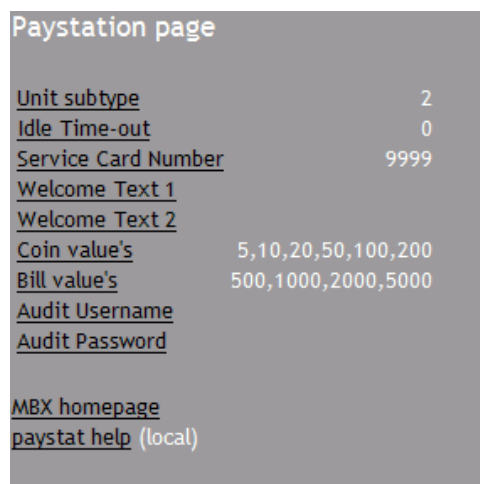 Paystation page
Unit subtype 2
Idle Time-out 0
Service Card Number 9999
Welcome Text 1
Welcome Text 2
Coin value's 5,10,20,50,100,200
Bill value's 500,1000,2000,5000
Audit Username
Audit Password
MBX homepage
paystat help (local)